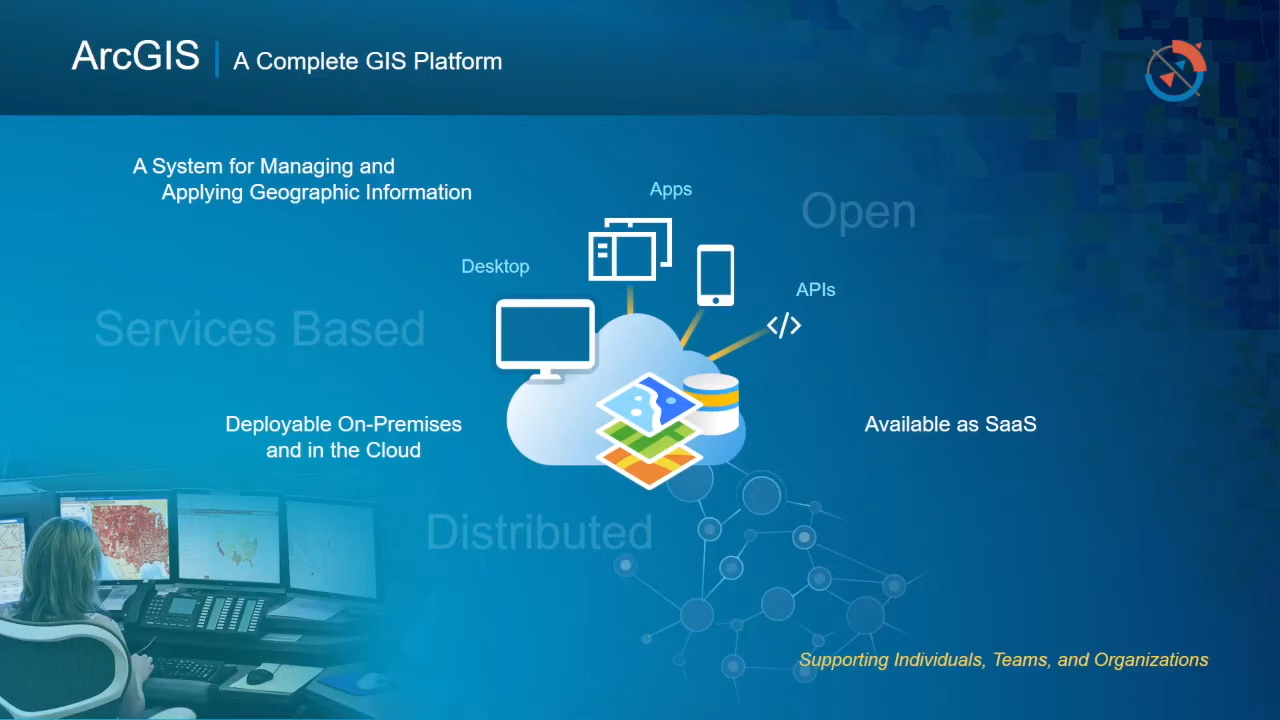 ArcGIS | A Complete GIS Platform
A System for Managing and
Applying Geographic Information
Apps
Open
Desktop
APIs
</>
Services Based
Deployable On-Premises
and in the Cloud
Available as SaaS
Distributed
Supporting Individuals, Teams, and Organizations